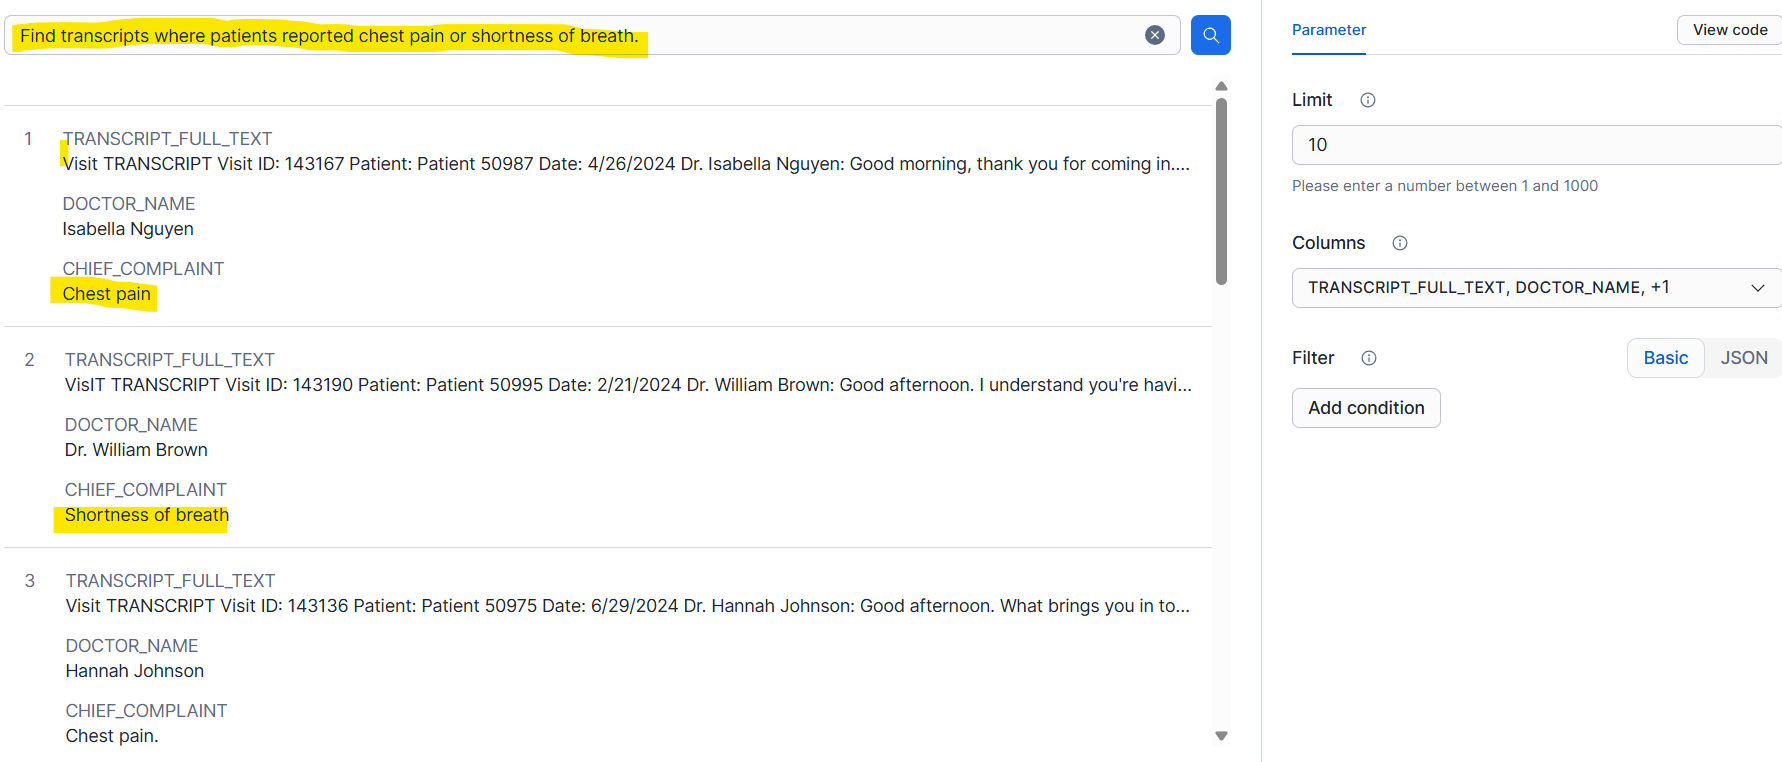 Find transcripts where patients reported chest pain or shortness of breath.
1
TRANSCRIPT_FULL_TEXT
Visit TRANSCRIPT Visit ID: 143167 Patient: Patient 50987 Date: 4/26/2024 Dr. Isabella Nguyen: Good morning, thank you for coming in....
DOCTOR_NAME
Isabella Nguyen
CHIEF_COMPLAINT
Chest pain
2
TRANSCRIPT_FULL_TEXT
VisIT TRANSCRIPT Visit ID: 143190 Patient: Patient 50995 Date: 2/21/2024 Dr. William Brown: Good afternoon. I understand you're havi...
DOCTOR_NAME
Dr. William Brown
CHIEF_COMPLAINT
Shortness of breath
3
TRANSCRIPT_FULL_TEXT
Visit TRANSCRIPT Visit ID: 143136 Patient: Patient 50975 Date: 6/29/2024 Dr. Hannah Johnson: Good afternoon. What brings you in to...
DOCTOR_NAME
Hannah Johnson
CHIEF_COMPLAINT
Chest pain.
Parameter
View code
Limit
10
Please enter a number between 1 and 1000
Columns
TRANSCRIPT_FULL_TEXT, DOCTOR_NAME, +1
Filter
Basic
JSON
Add condition